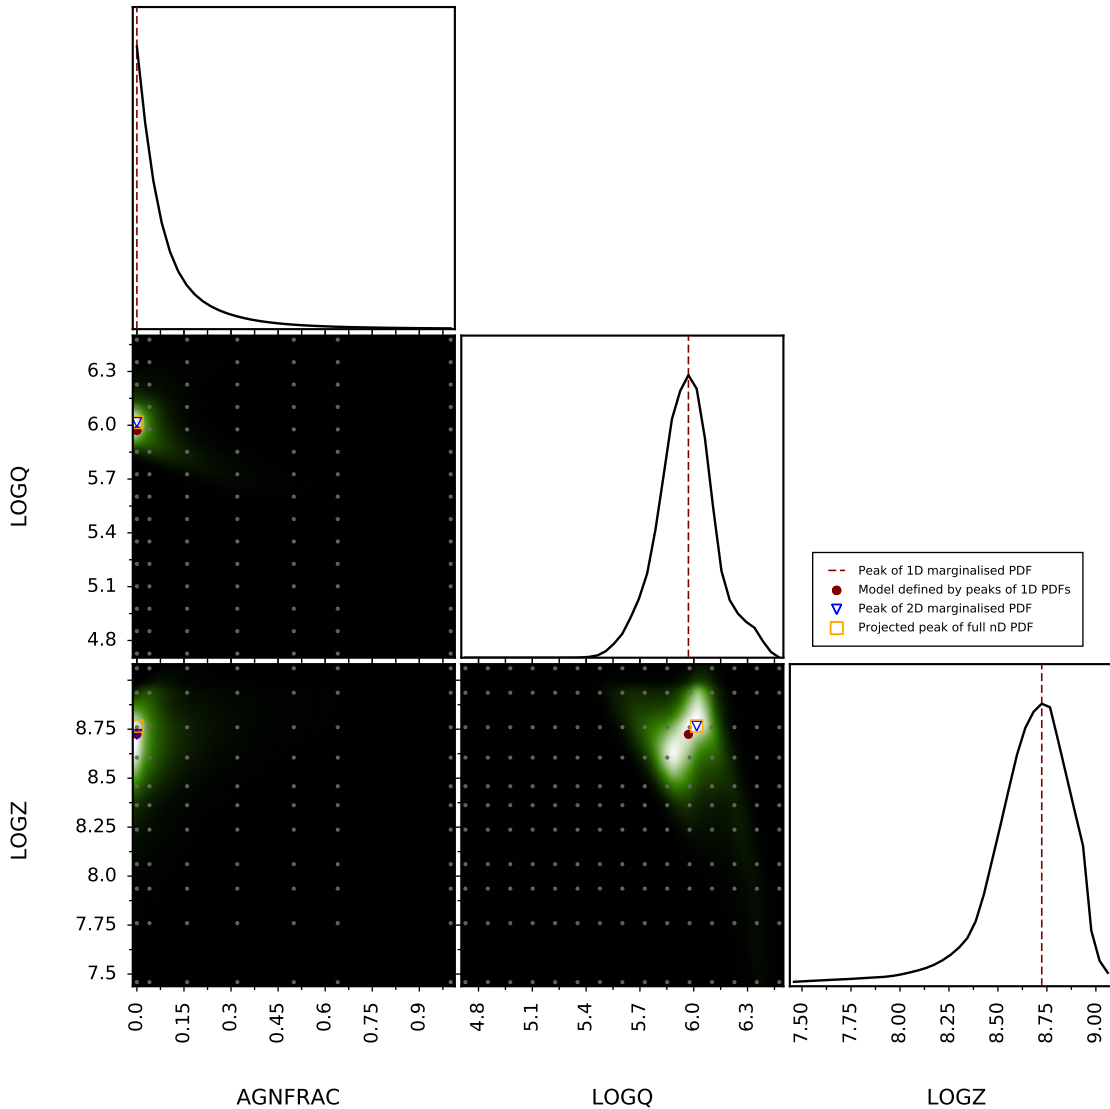 6.3
6.0
5.7
5.4
5.1
4.8
LOGQ
Peak of 1D marginalised PDF
Model defined by peaks of 1D PDFs
Peak of 2D marginalised PDF
Projected peak of full nD PDF
8.75
8.5
8.25
8.0
7.75
7.5
LOGZ
0.0 0.15 0.3 0.45 0.6 0.75 0.9
4.8 5.1 5.4 5.7 6.0 6.3
7.50 7.75 8.00 8.25 8.50 8.75 9.00
AGNFRAC LOGQ LOGZ